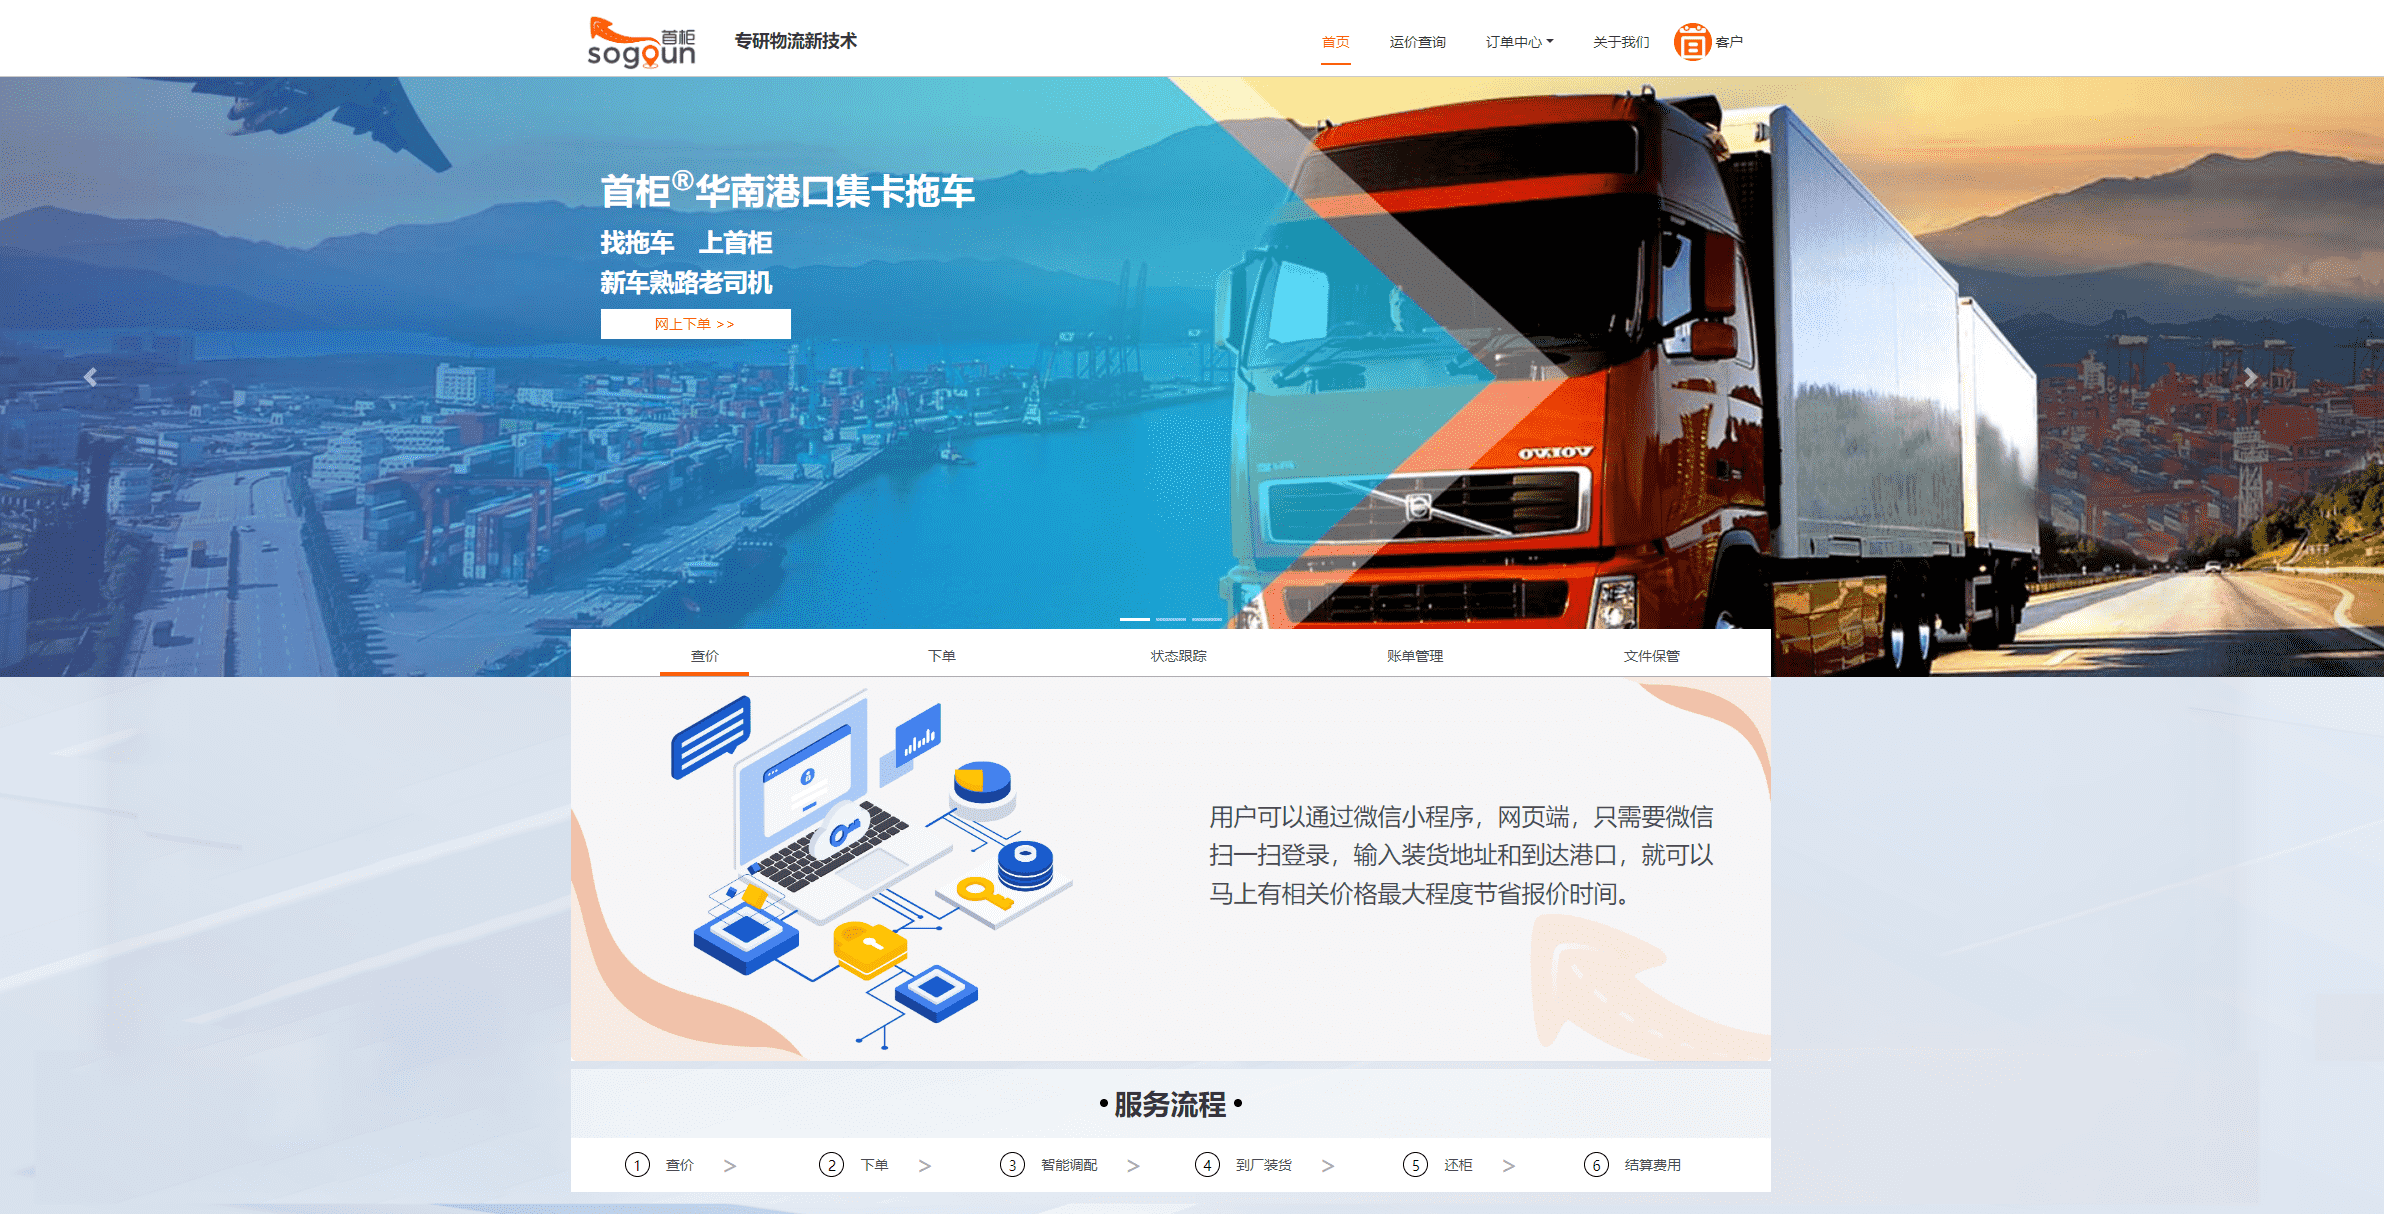 首柜
sogoun
专研物流新技术
首页
运价查询
订单中心
关于我们
客户
首柜®华南港口集卡拖车
找拖车 上首柜
新车熟路老司机
网上下单 >>
查价
下单
状态跟踪
账单管理
文件保管
用户可以通过微信小程序，网页端，只需要微信
扫一扫登录，输入装货地址和到达港口，就可以
马上有相关价格最大程度节省报价时间。
• 服务流程 •
1 查价 >
2 下单 >
3 智能调配 >
4 到厂装货 >
5 还柜 >
6 结算费用